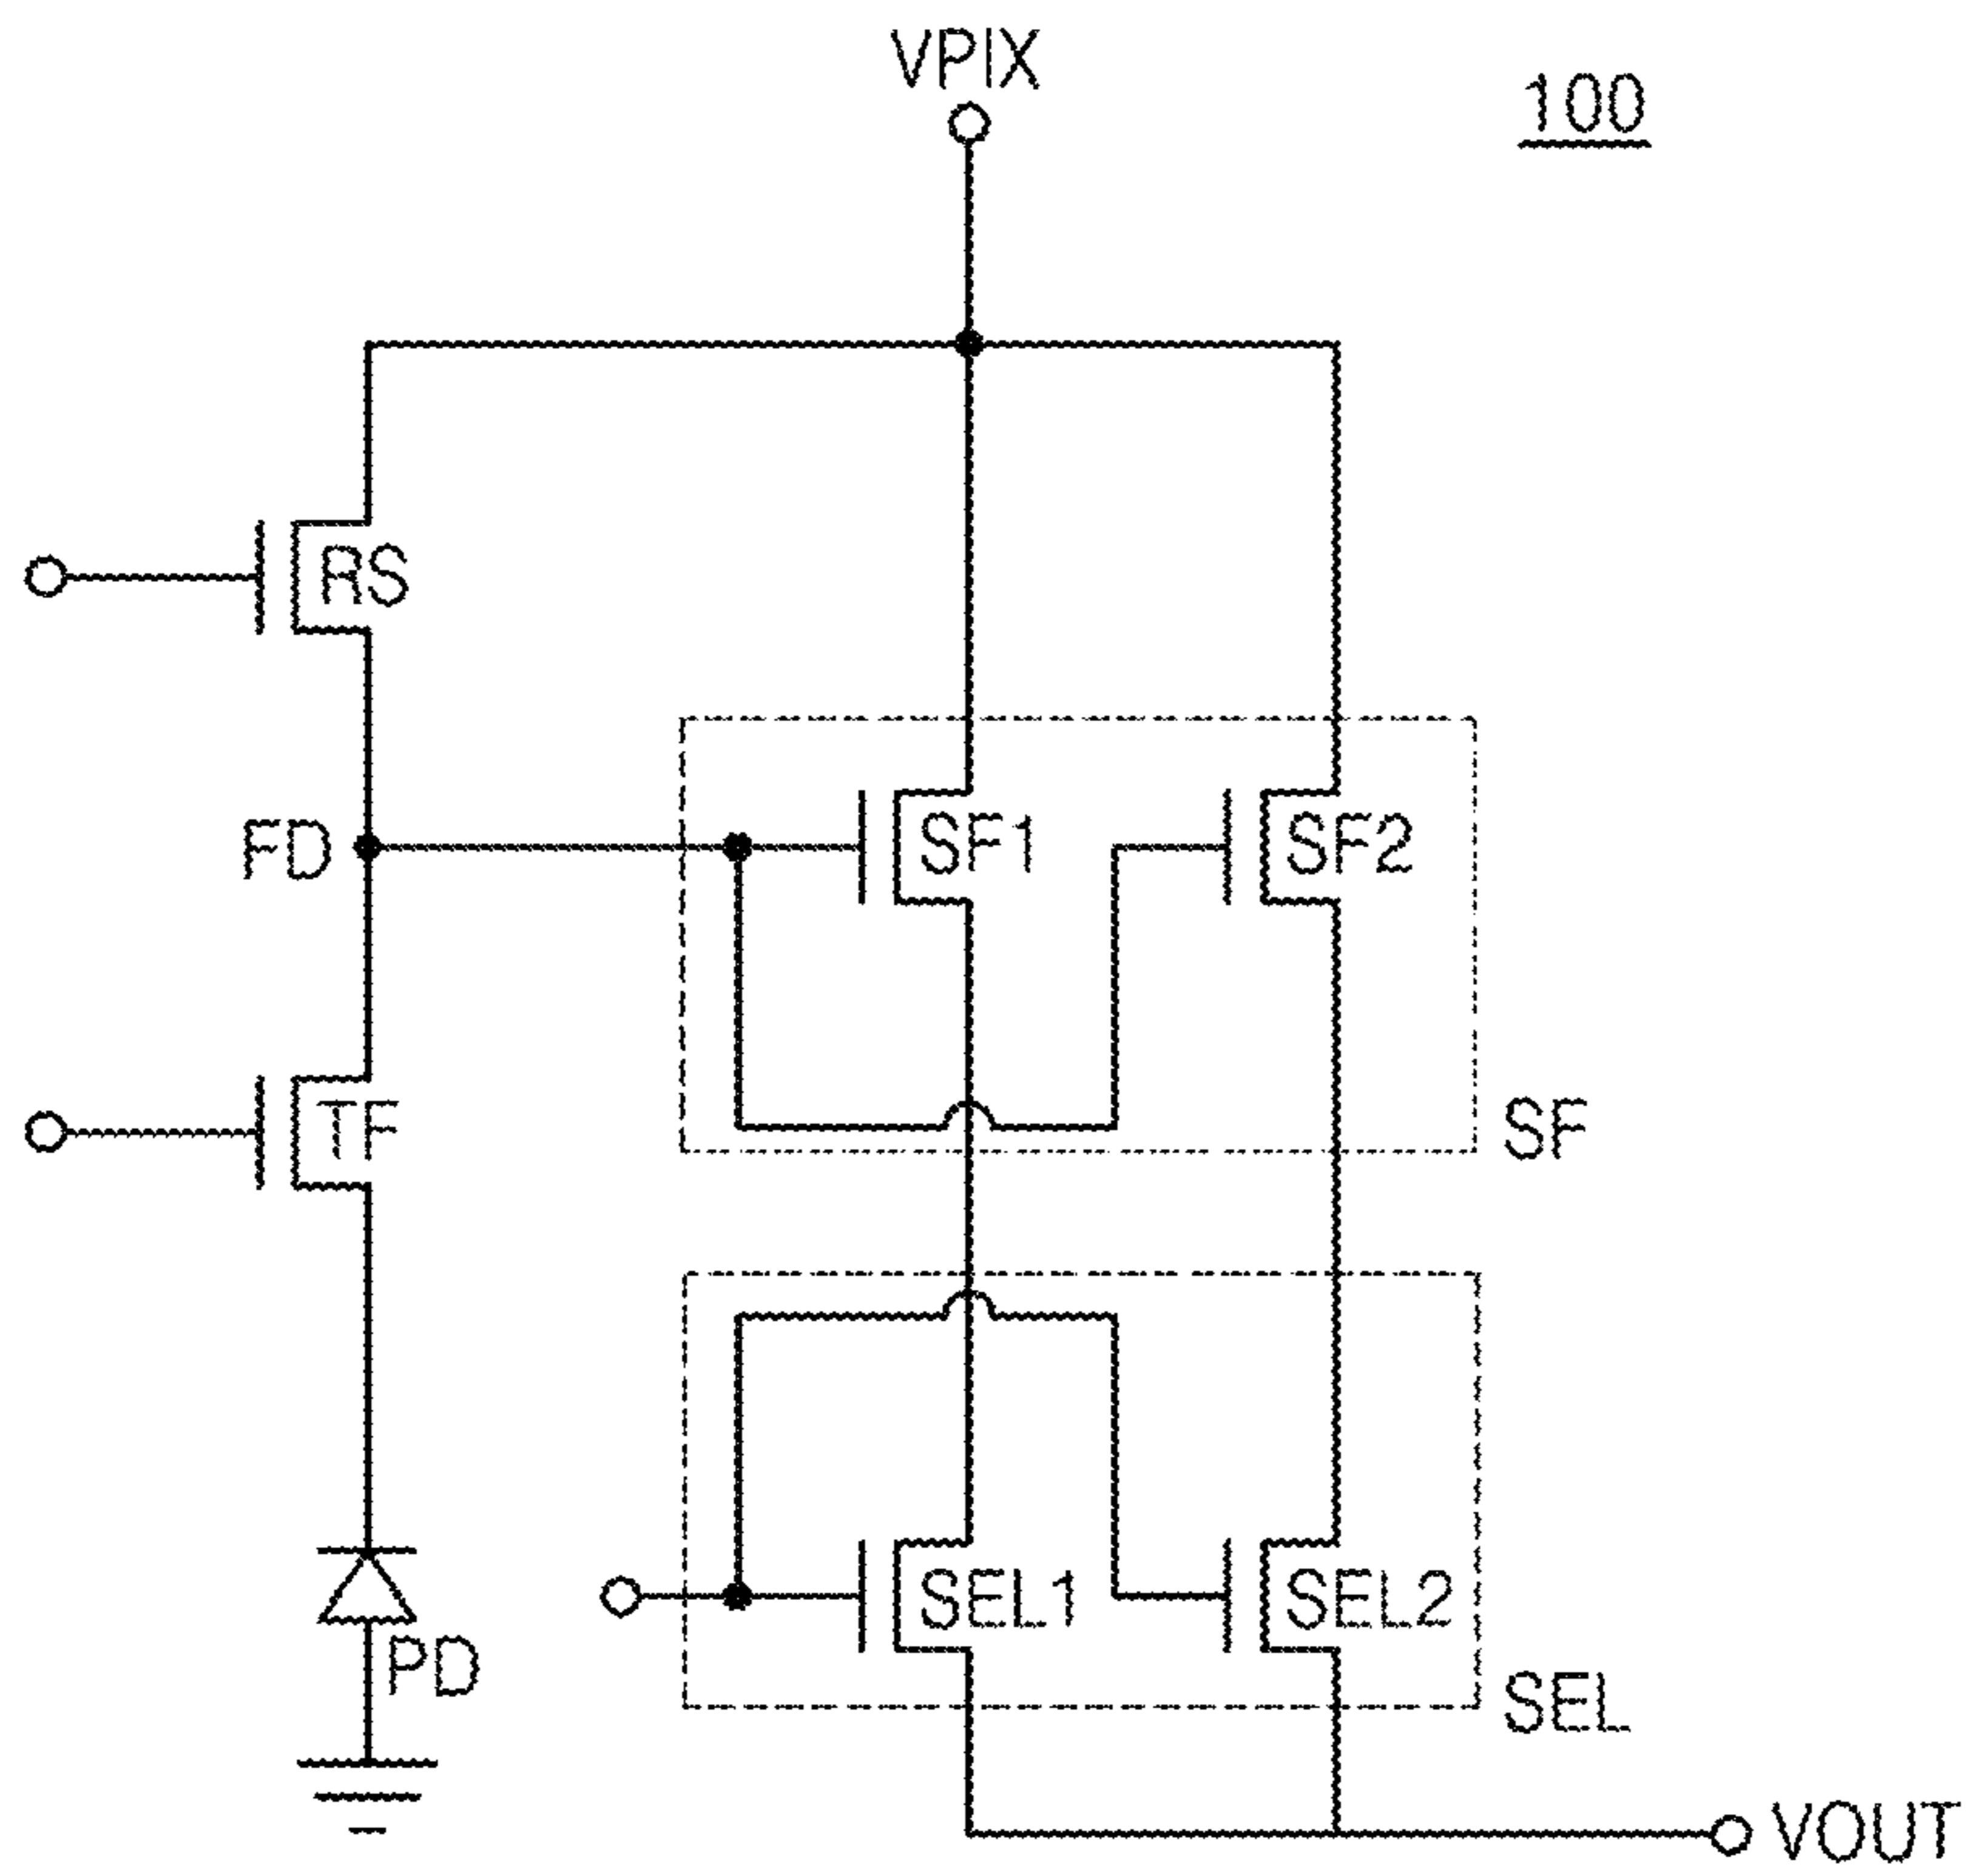 VPIX
100
RS
FD
SF1
SF2
TF
SF
SEL1
SEL2
PD
SEL
VOUT